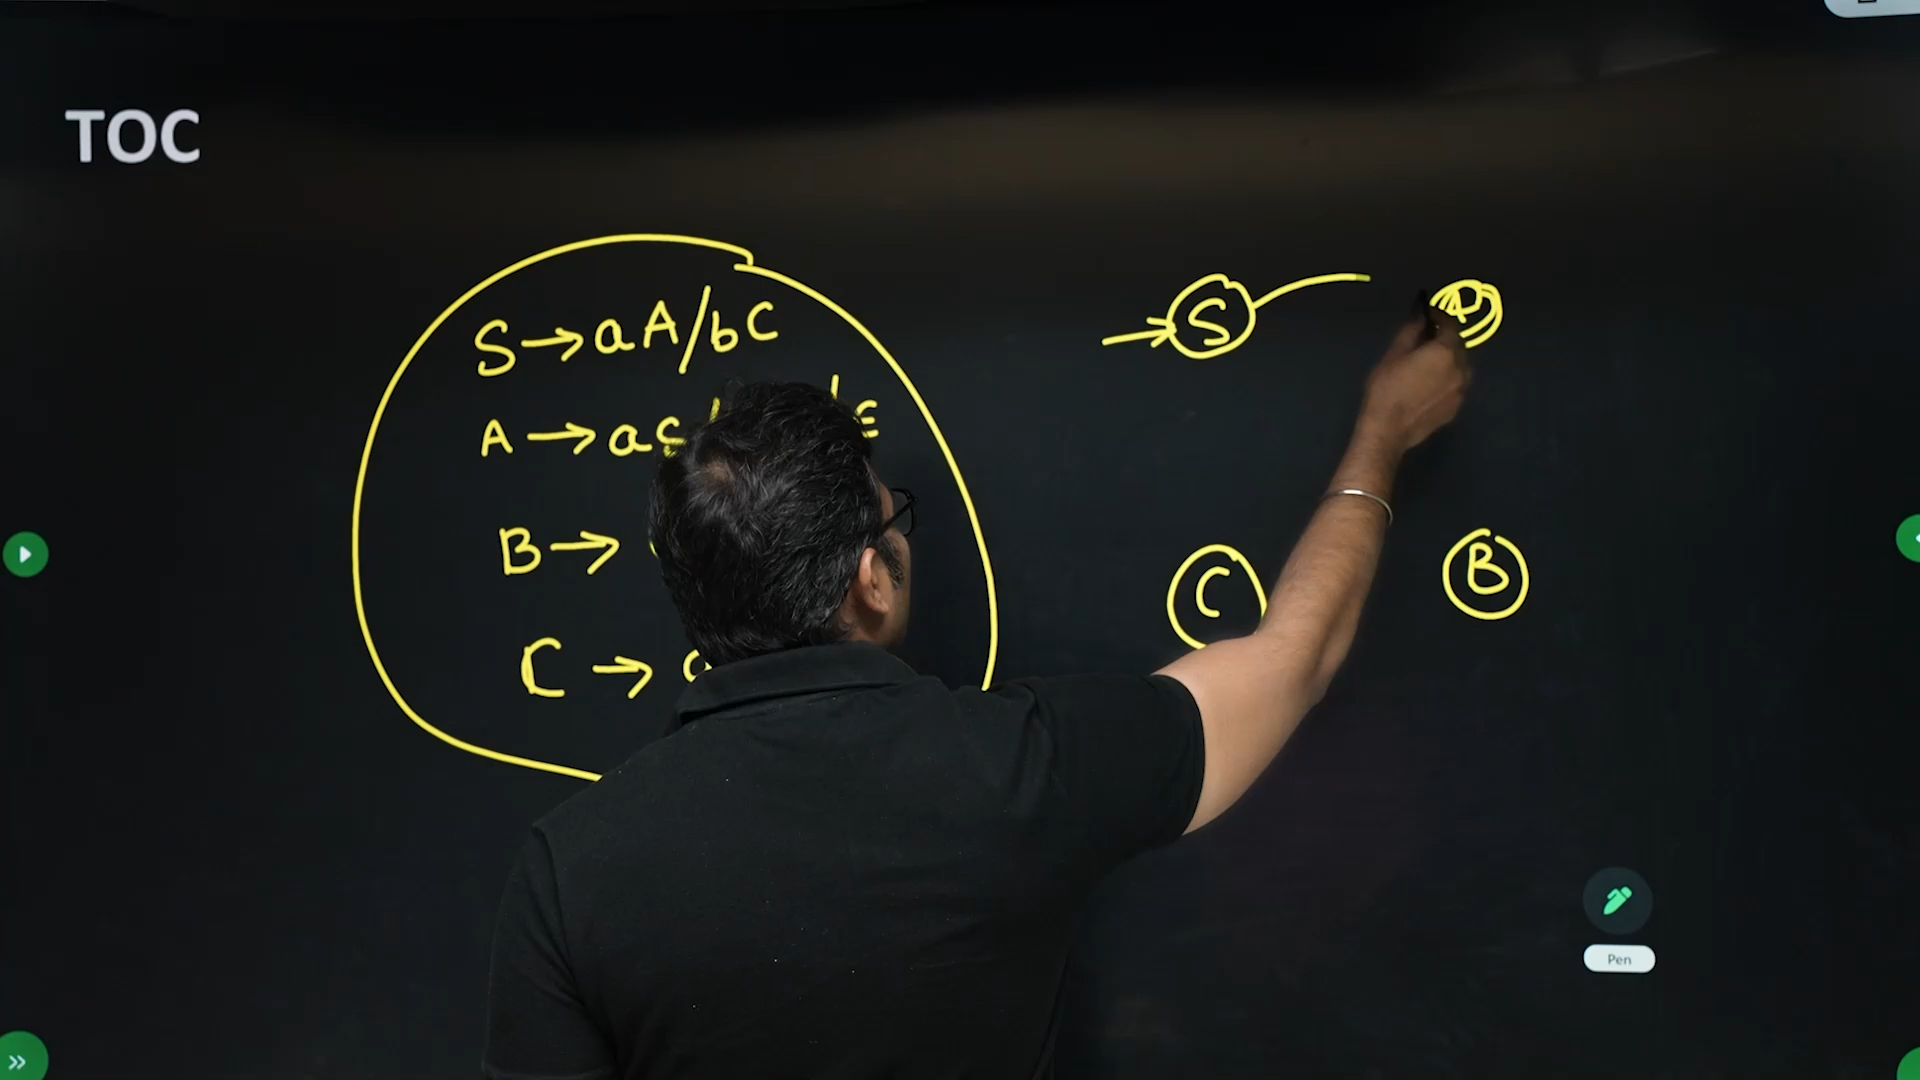 TOC
S → aA/bC
A → aS
ε
B →
C →
S
C
B
Pen